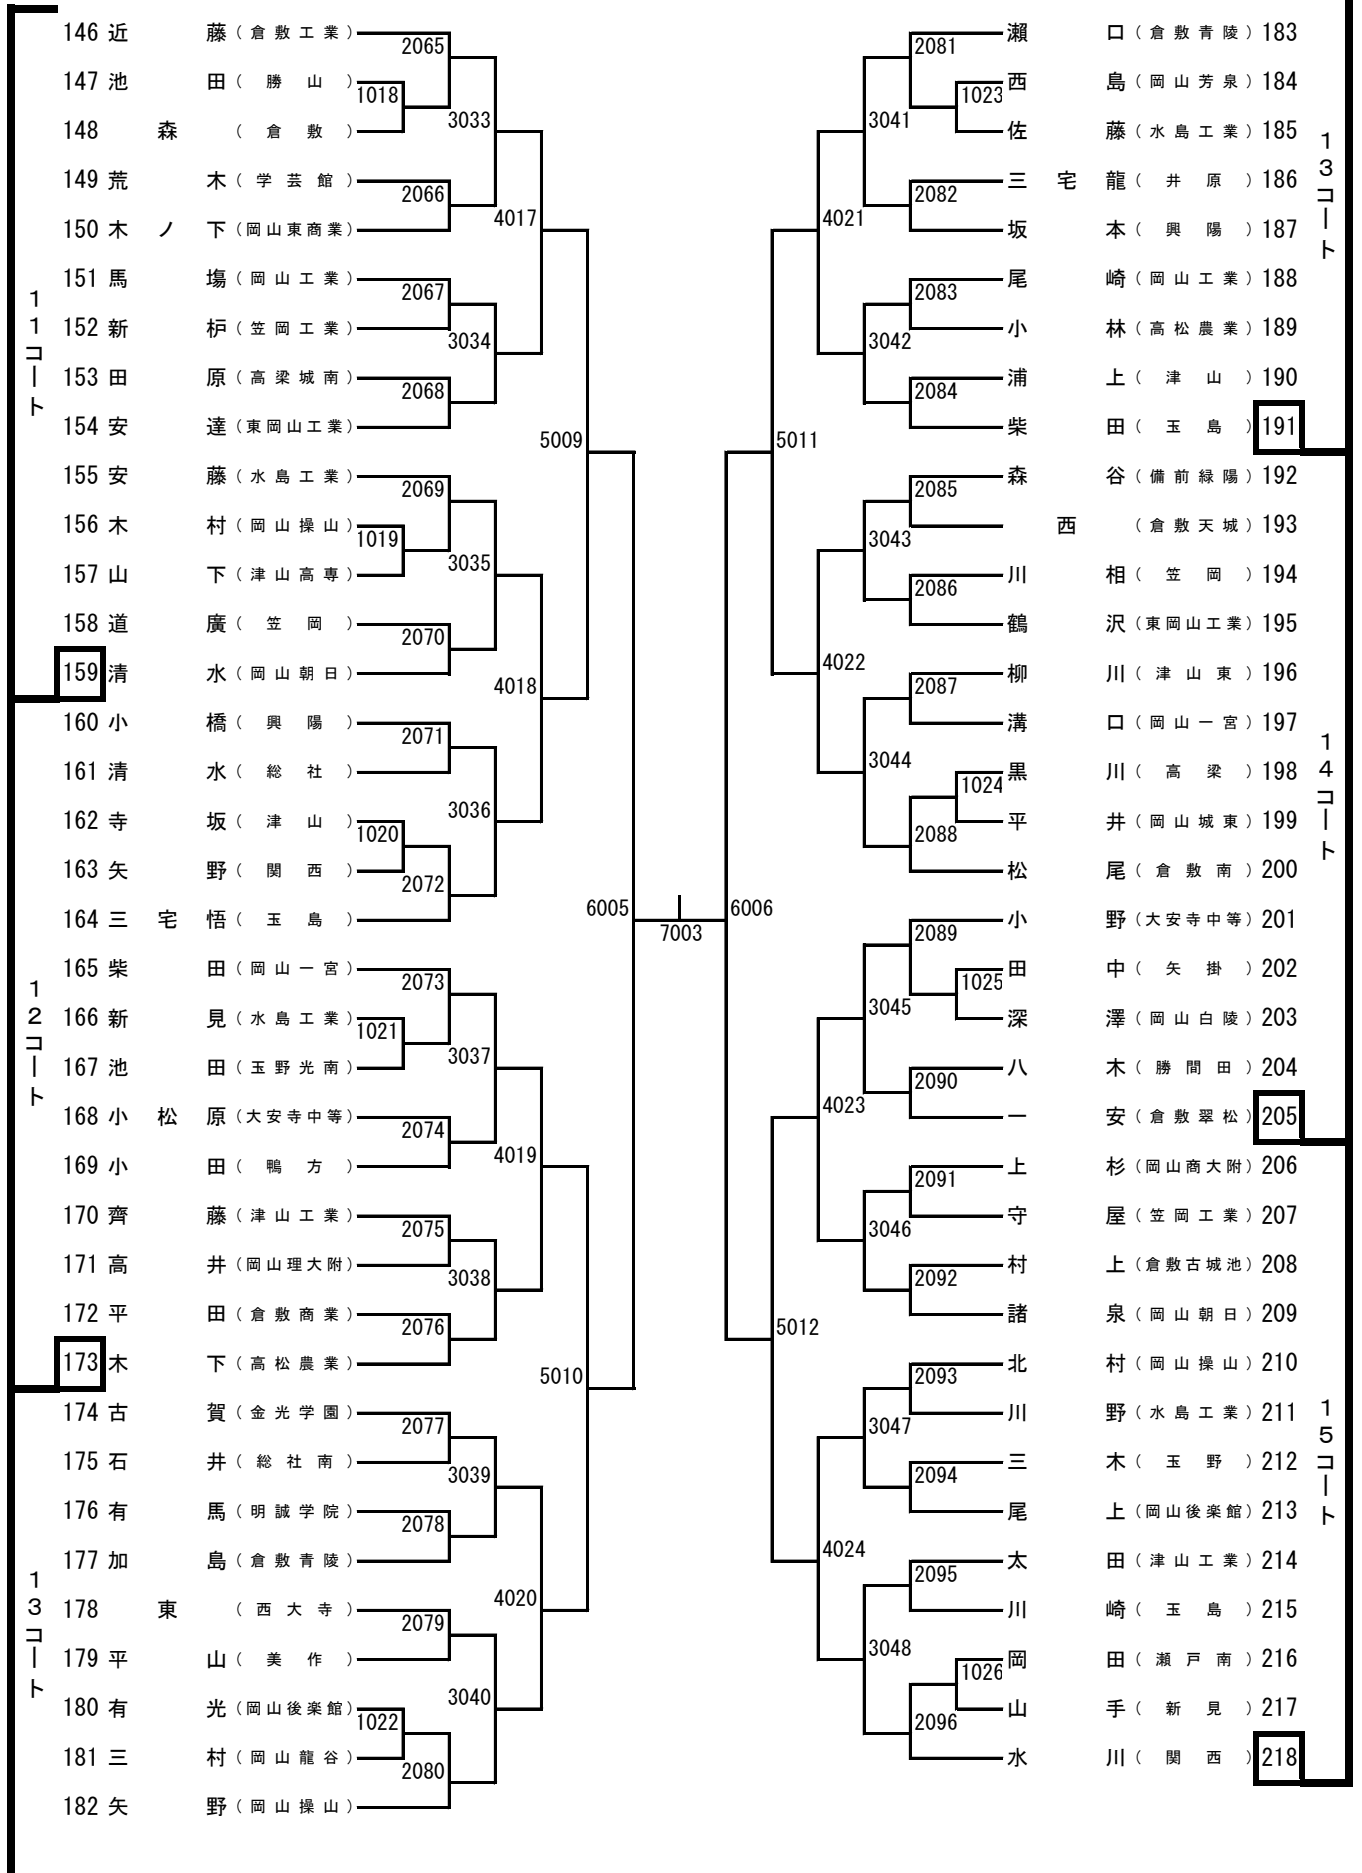 146 近藤（倉敷工業）
147 池田（勝山）
148 森（倉敷）
149 荒木（学芸館）
150 木ノ下（岡山東商業）
151 馬場（岡山工業）
152 新枦（笠岡工業）
153 田原（高梁城南）
154 安達（東岡山工業）
155 安藤（水島工業）
156 木村（岡山操山）
157 山下（津山高専）
158 道廣（笠岡）
159 清水（岡山朝日）
11コート
160 小橋（興陽）
161 清水（総社）
162 寺坂（津山）
163 矢野（関西）
164 三宅悟（玉島）
165 柴田（岡山一宮）
166 新見（水島工業）
167 池田（玉野光南）
168 小松原（大安寺中等）
169 小田（鴨方）
170 齊藤（津山工業）
171 高井（岡山理大附）
172 平田（倉敷商業）
173 木下（高松農業）
12コート
174 古賀（金光学園）
175 石井（総社南）
176 有馬（明誠学院）
177 加島（倉敷青陵）
178 東（西大寺）
179 平山（美作）
180 有光（岡山後楽館）
181 三村（岡山龍谷）
182 矢野（岡山操山）
13コート
1018
1019
1020
1021
1022
2065
2066
2067
2068
2069
2070
2071
2072
2073
2074
2075
2076
2077
2078
2079
2080
3033
3034
3035
3036
3037
3038
3039
3040
4017
4018
4019
4020
5009
5010
6005
7003
6006
5011
5012
4021
4022
4023
4024
3041
3042
3043
3044
3045
3046
3047
3048
2081
2082
2083
2084
2085
2086
2087
2088
2089
2090
2091
2092
2093
2094
2095
2096
1023
1024
1025
1026
瀬口（倉敷青陵）183
西島（岡山芳泉）184
佐藤（水島工業）185
三宅龍（井原）186
坂本（興陽）187
尾崎（岡山工業）188
小林（高松農業）189
浦上（津山）190
柴田（玉島）191
13コート
森谷（備前緑陽）192
西（倉敷天城）193
川相（笠岡）194
鶴沢（東岡山工業）195
柳川（津山東）196
溝口（岡山一宮）197
黒川（高梁）198
平井（岡山城東）199
松尾（倉敷南）200
小野（大安寺中等）201
田中（矢掛）202
深澤（岡山白陵）203
八木（勝間田）204
一安（倉敷翠松）205
14コート
上杉（岡山商大附）206
守屋（笠岡工業）207
村上（倉敷古城池）208
諸泉（岡山朝日）209
北村（岡山操山）210
川野（水島工業）211
三木（玉野）212
尾上（岡山後楽館）213
太田（津山工業）214
川崎（玉島）215
岡田（瀬戸南）216
山手（新見）217
水川（関西）218
15コート